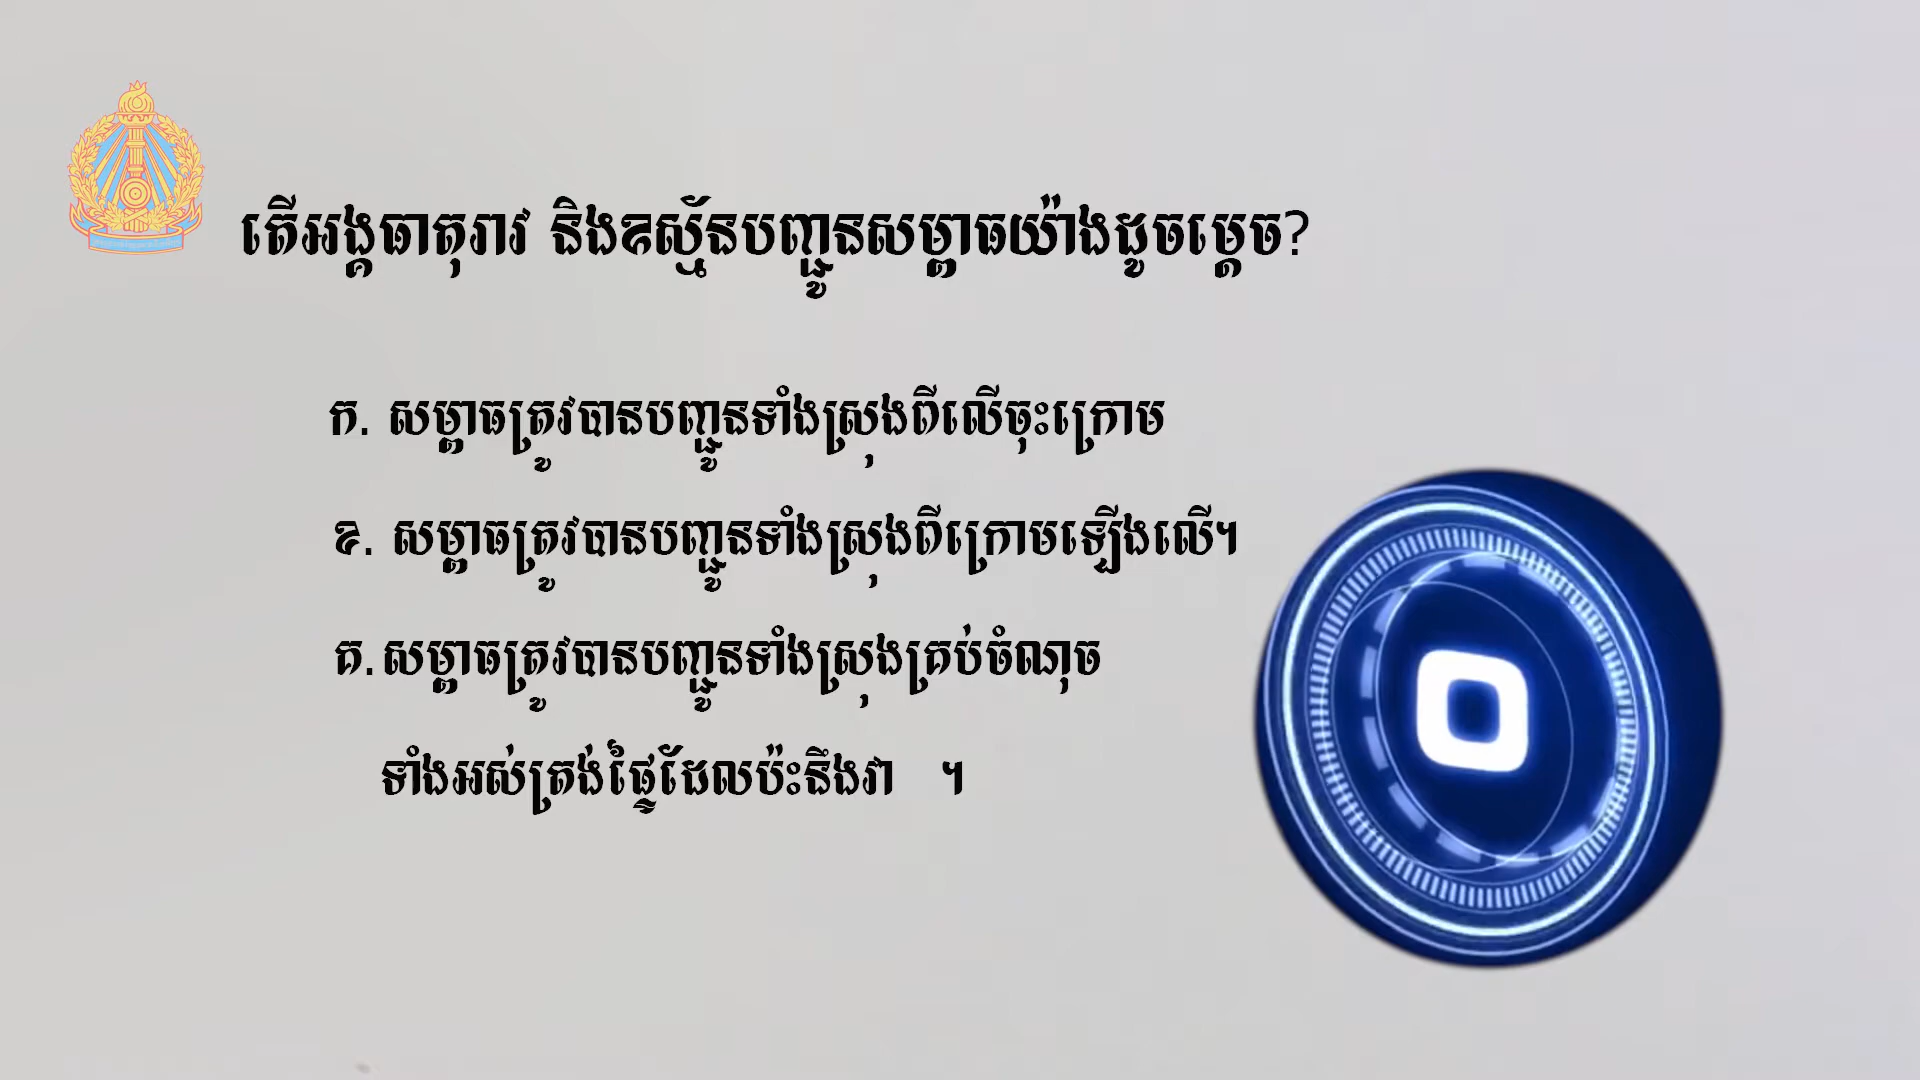 តើអង្គធាតុរាវ និងឧស្ម័នបញ្ជូនសម្ពាធយ៉ាងដូចម្ដេច?
ក. សម្ពាធត្រូវបានបញ្ជូនទាំងស្រុងពីលើចុះក្រោម
ខ. សម្ពាធត្រូវបានបញ្ជូនទាំងស្រុងពីក្រោមឡើងលើ។
គ.សម្ពាធត្រូវបានបញ្ជូនទាំងស្រុងគ្រប់ចំណុច
ទាំងអស់ត្រង់ផ្ទៃដែលប៉ះនឹងវា ។
0